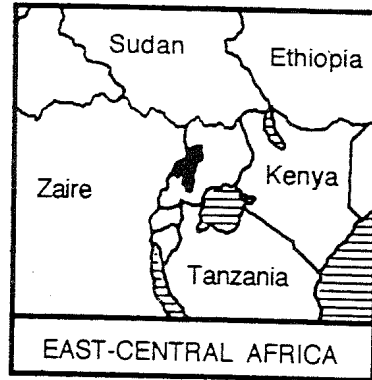 Sudan
Ethiopia
Zaire
Kenya
Tanzania
EAST-CENTRAL AFRICA